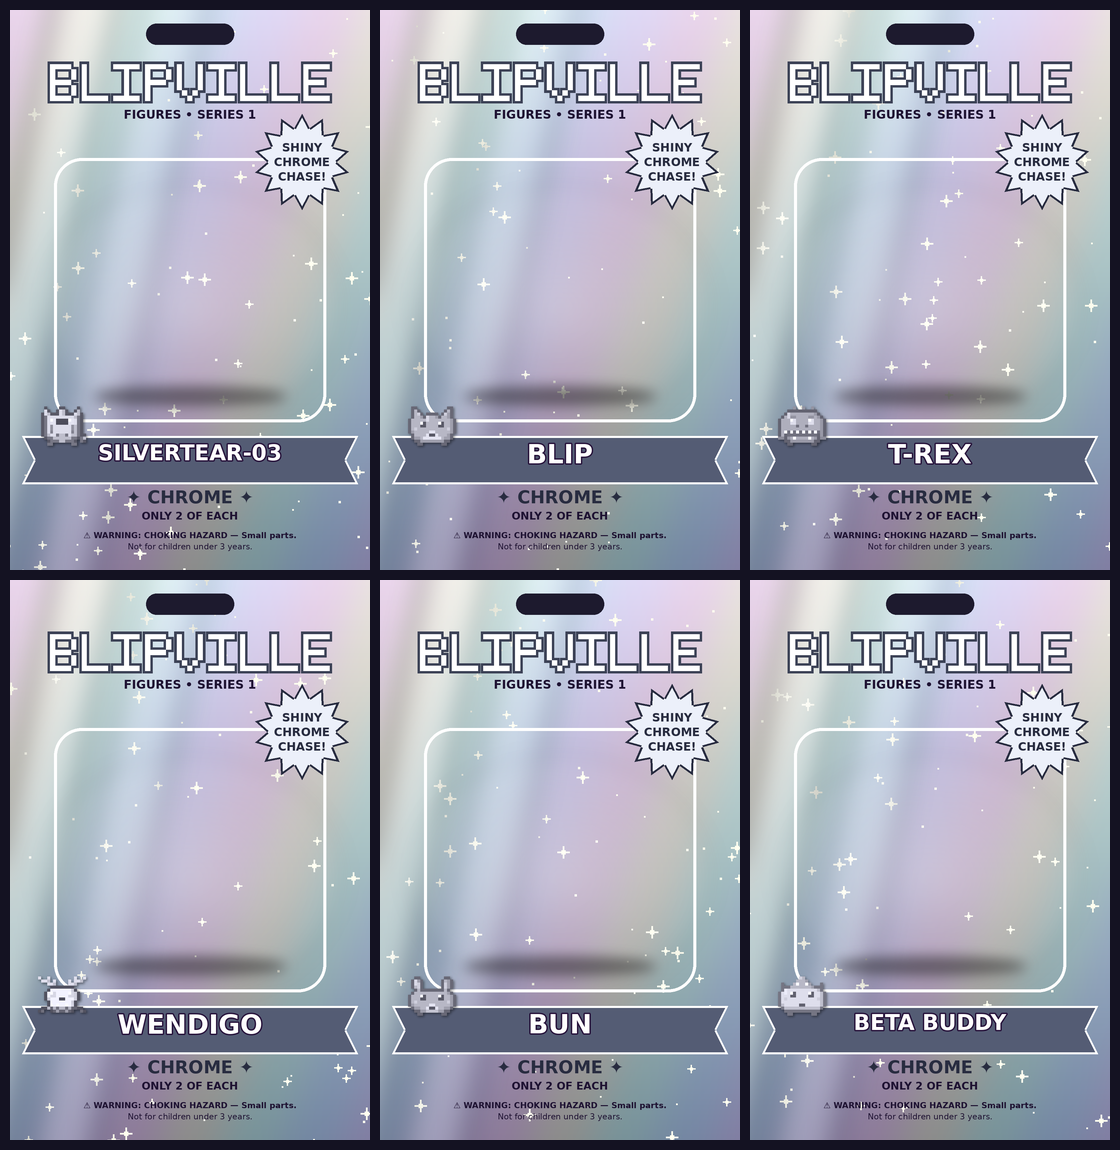 BLIPVILLE
FIGURES • SERIES 1
SHINY
CHROME
CHASE!
SILVERTEAR-03
✦ CHROME ✦
ONLY 2 OF EACH
⚠ WARNING: CHOKING HAZARD — Small parts.
Not for children under 3 years.
BLIPVILLE
FIGURES • SERIES 1
SHINY
CHROME
CHASE!
BLIP
✦ CHROME ✦
ONLY 2 OF EACH
⚠ WARNING: CHOKING HAZARD — Small parts.
Not for children under 3 years.
BLIPVILLE
FIGURES • SERIES 1
SHINY
CHROME
CHASE!
T-REX
✦ CHROME ✦
ONLY 2 OF EACH
⚠ WARNING: CHOKING HAZARD — Small parts.
Not for children under 3 years.
BLIPVILLE
FIGURES • SERIES 1
SHINY
CHROME
CHASE!
WENDIGO
✦ CHROME ✦
ONLY 2 OF EACH
⚠ WARNING: CHOKING HAZARD — Small parts.
Not for children under 3 years.
BLIPVILLE
FIGURES • SERIES 1
SHINY
CHROME
CHASE!
BUN
✦ CHROME ✦
ONLY 2 OF EACH
⚠ WARNING: CHOKING HAZARD — Small parts.
Not for children under 3 years.
BLIPVILLE
FIGURES • SERIES 1
SHINY
CHROME
CHASE!
BETA BUDDY
✦ CHROME ✦
ONLY 2 OF EACH
⚠ WARNING: CHOKING HAZARD — Small parts.
Not for children under 3 years.